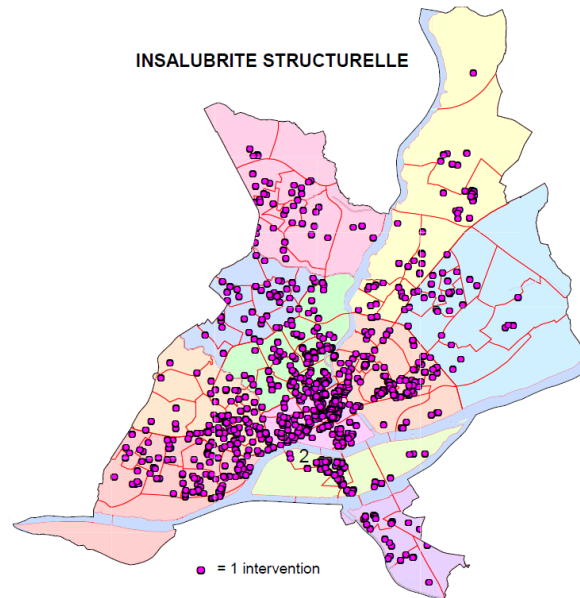 INSALUBRITE STRUCTURELLE
2
= 1 intervention